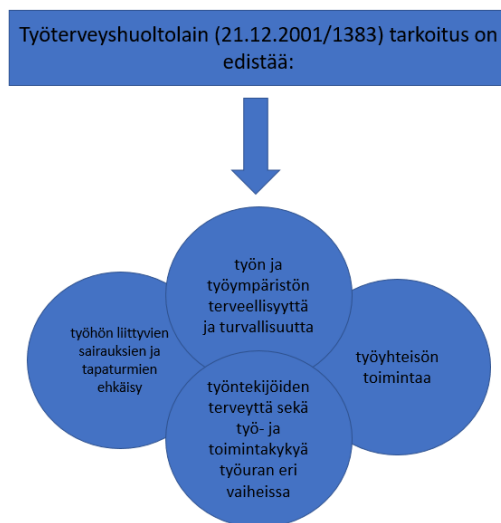 Työterveyshuoltolain (21.12.2001/1383) tarkoitus on
edistää:
työn ja
työympäristön
terveellisyyttä
ja turvallisuutta
työhön liittyvien
sairauksien ja
tapaturmien
ehkäisy
työyhteisön
toimintaa
työntekijöiden
terveyttä sekä
työ- ja
toimintakykyä
työuran eri
vaiheissa